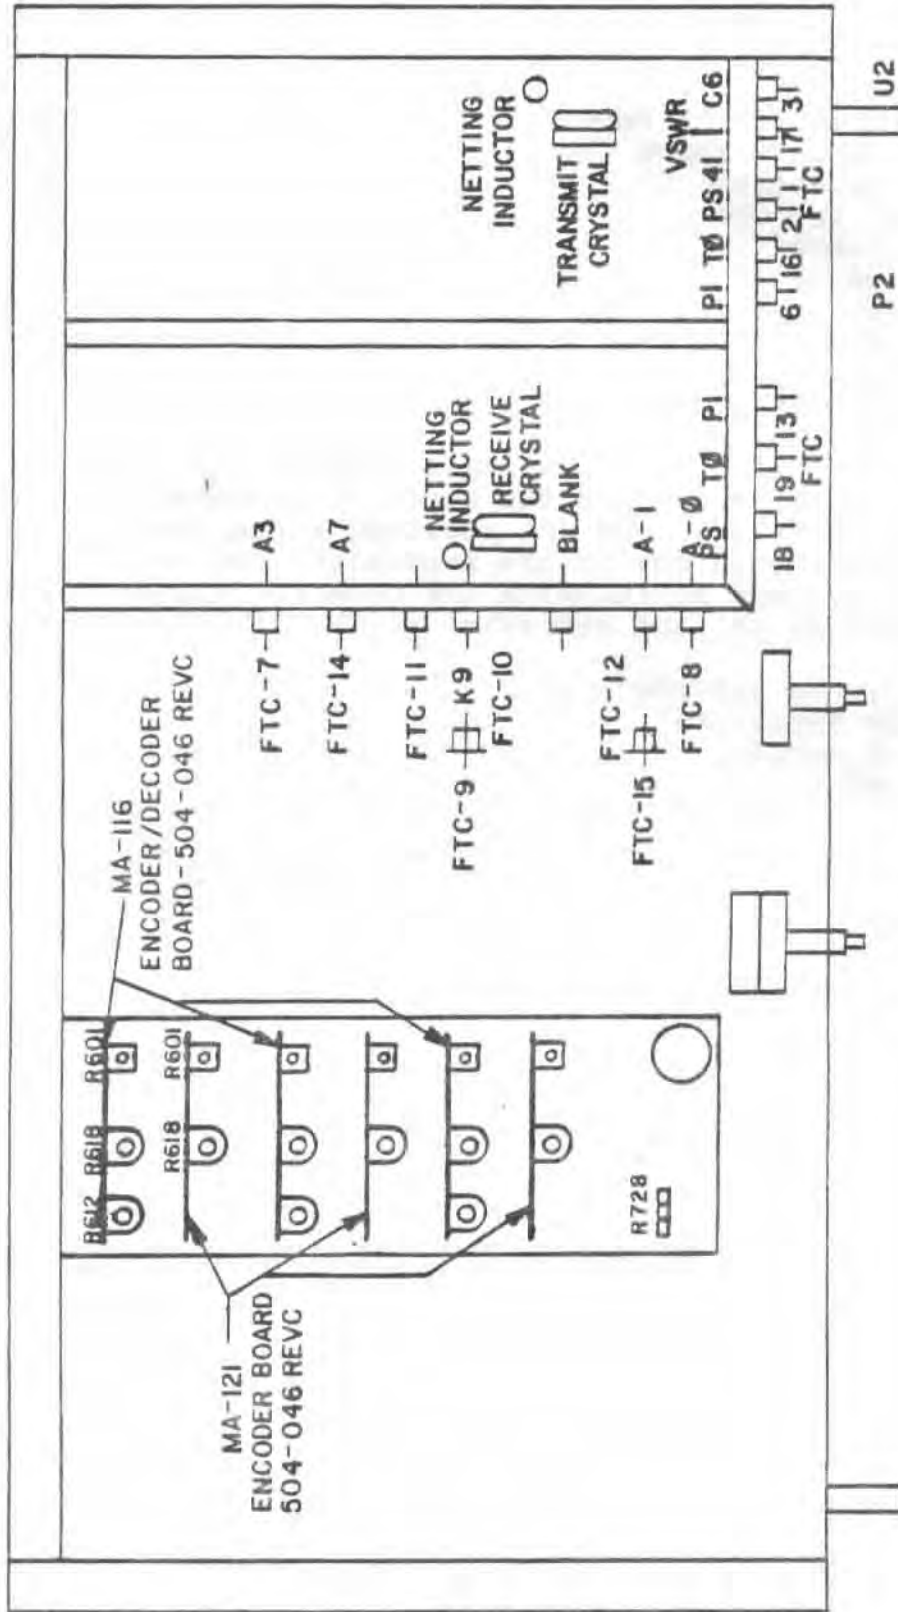 MA-116
ENCODER/DECODER
BOARD-504-046 REVC
R612
R618
R601
R618
R601
R728
MA-121
ENCODER BOARD
504-046 REVC
FTC-7
A3
FTC-14
A7
FTC-11
FTC-9
K9
FTC-10
FTC-12
FTC-15
A-1
FTC-8
A-Ø
BLANK
NETTING
INDUCTOR
RECEIVE
CRYSTAL
PS TØ P1
18 19 13
FTC
NETTING
INDUCTOR
TRANSMIT
CRYSTAL
VSWR
P1 TØ PS 41 C6
6 16 2 1 17 3
FTC
P2
U2